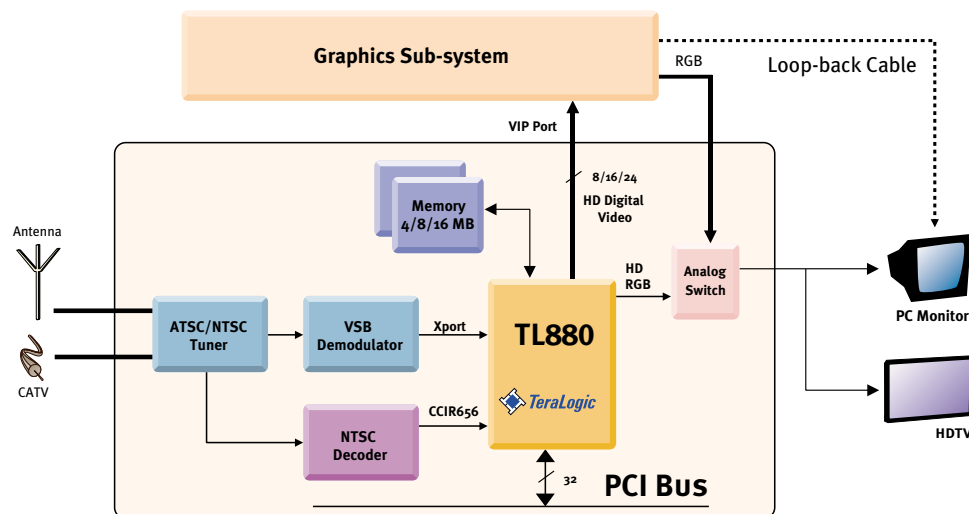 Graphics Sub-system
RGB
Loop-back Cable
VIP Port
8/16/24
HD Digital
Video
Memory
4/8/16 MB
Antenna
HD
RGB
Analog
Switch
PC Monitor
ATSC/NTSC
Tuner
VSB
Demodulator
Xport
TL880
TeraLogic
CATV
CCIR656
NTSC
Decoder
HDTV
32
PCI Bus